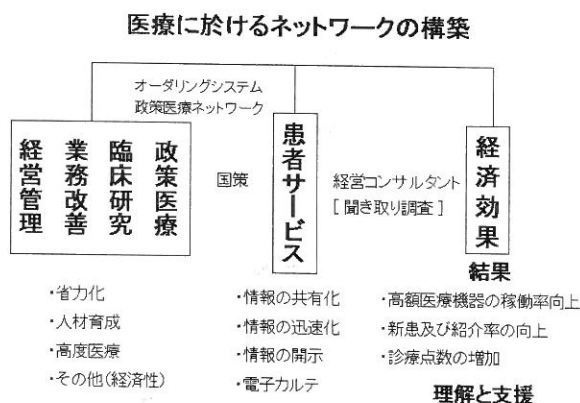 医療に於けるネットワークの構築
オーダリングシステム
政策医療ネットワーク
政策医療
臨床研究
業務改善
経営管理
国策
患者サービス
経営コンサルタント
[ 聞き取り調査 ]
経済効果
結果
・省力化
・人材育成
・高度医療
・その他(経済性)
・情報の共有化
・情報の迅速化
・情報の開示
・電子カルテ
・高額医療機器の稼働率向上
・新患及び紹介率の向上
・診療点数の増加
理解と支援